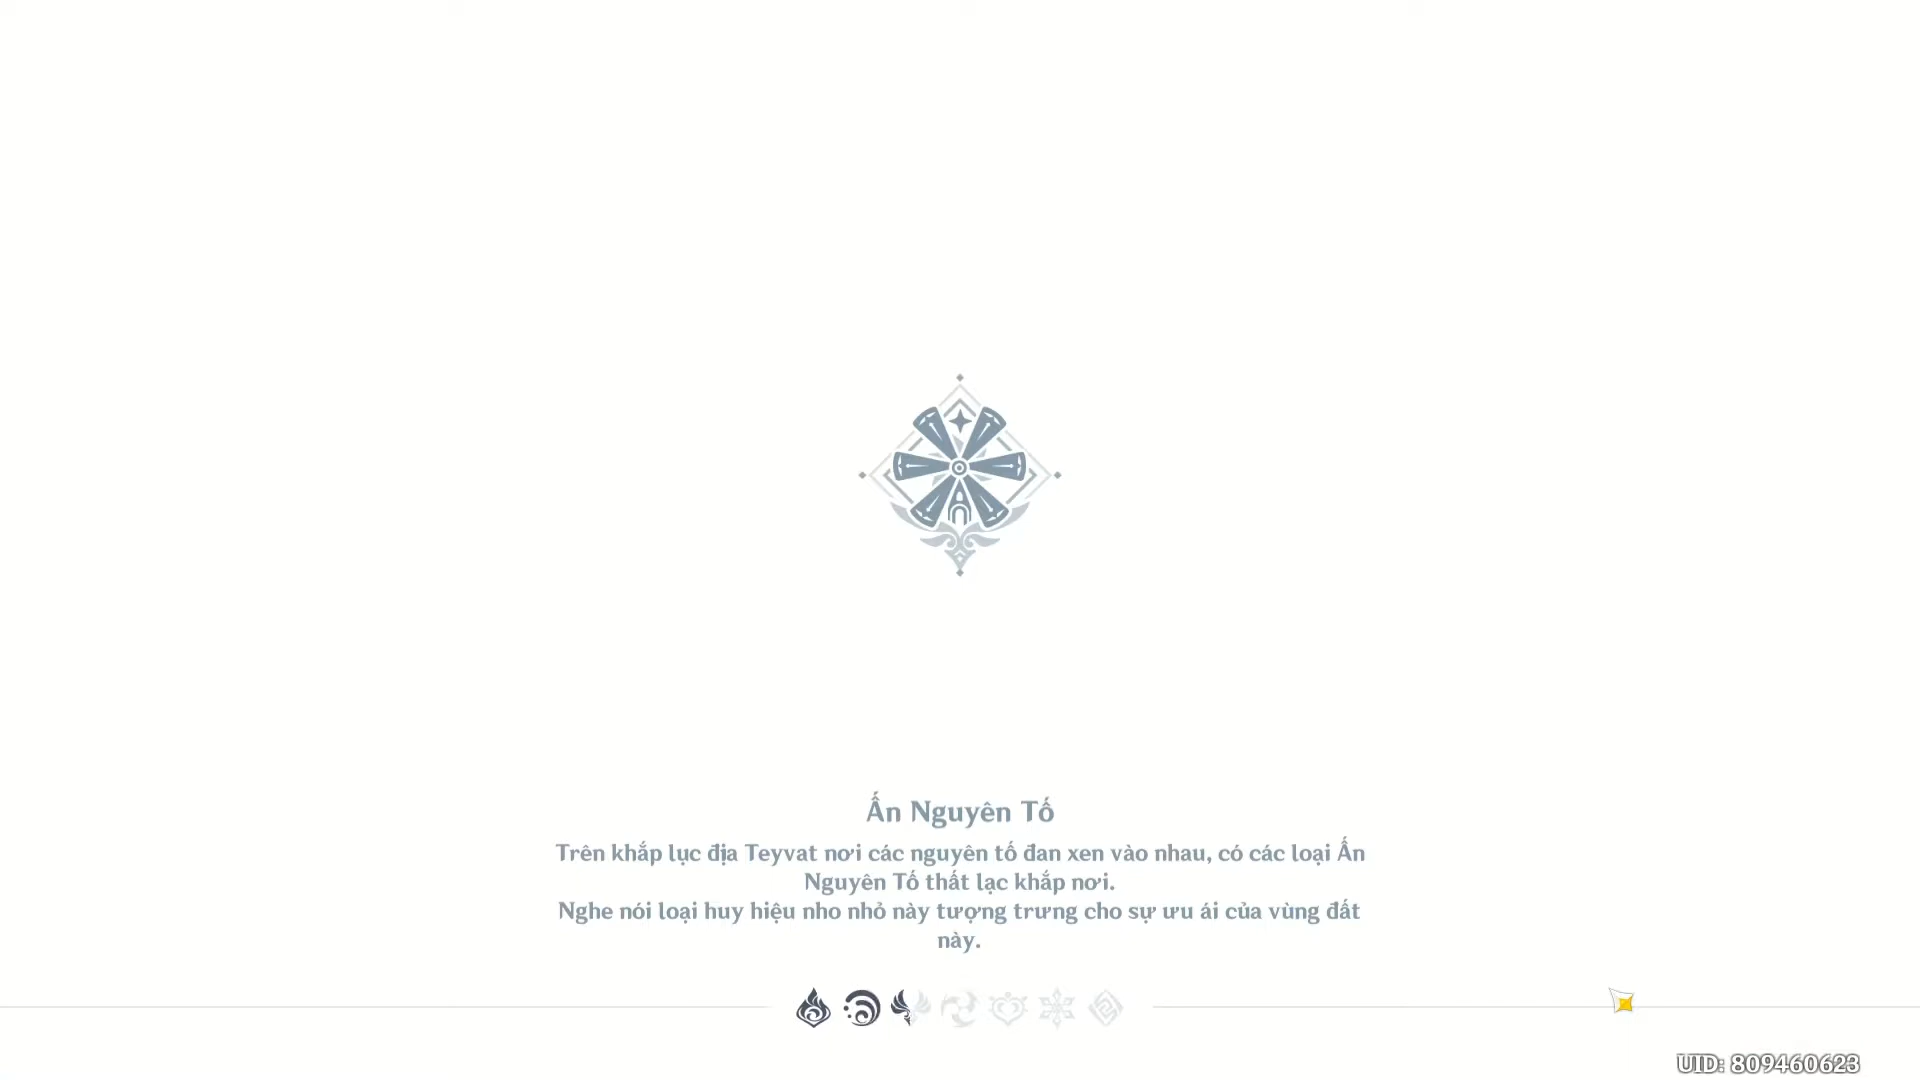 Ấn Nguyên Tố
Trên khắp lục địa Teyvat nơi các nguyên tố đan xen vào nhau, có các loại Ấn
Nguyên Tố thất lạc khắp nơi.
Nghe nói loại huy hiệu nho nhỏ này tượng trưng cho sự ưu ái của vùng đất
này.
UID: 809460623